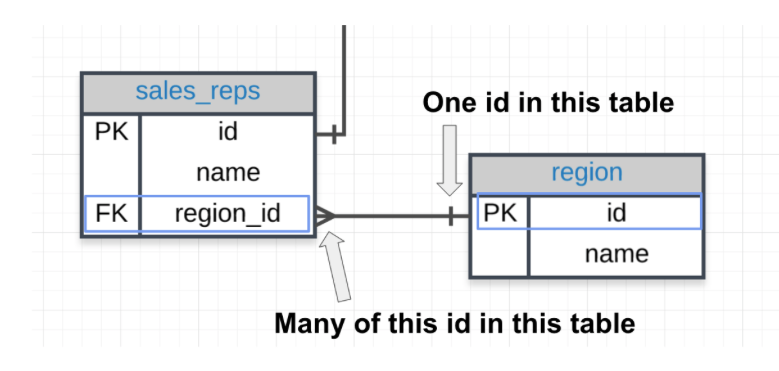 sales_reps
PK id
name
FK region_id
One id in this table
region
PK id
name
Many of this id in this table